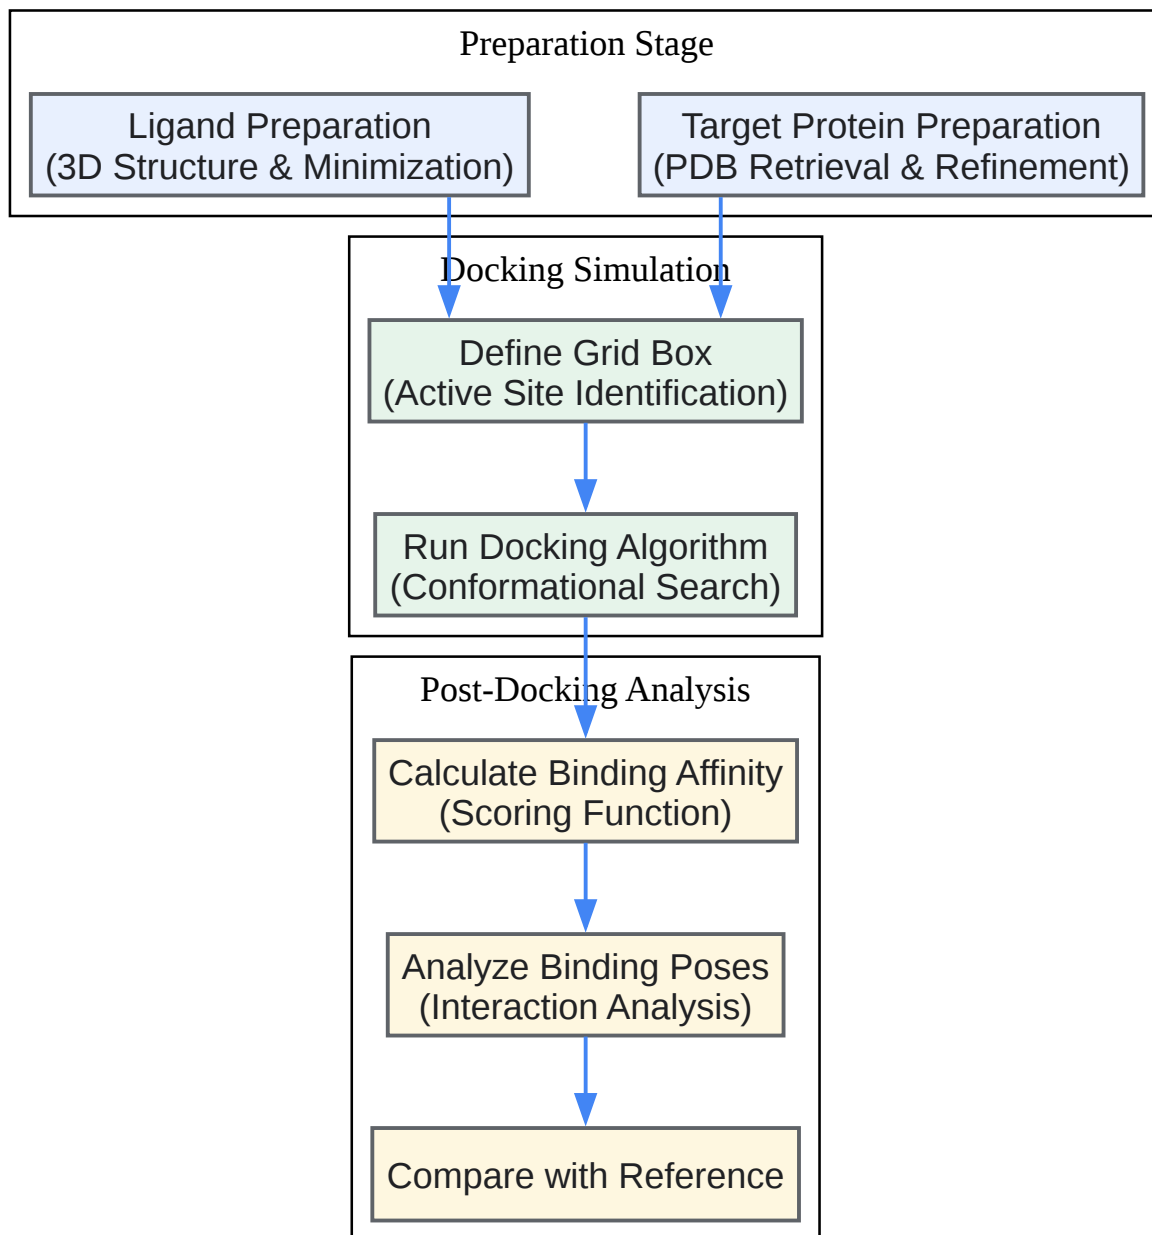 Preparation Stage
Ligand Preparation
(3D Structure & Minimization)
Target Protein Preparation
(PDB Retrieval & Refinement)
Docking Simulation
Define Grid Box
(Active Site Identification)
Run Docking Algorithm
(Conformational Search)
Post-Docking Analysis
Calculate Binding Affinity
(Scoring Function)
Analyze Binding Poses
(Interaction Analysis)
Compare with Reference